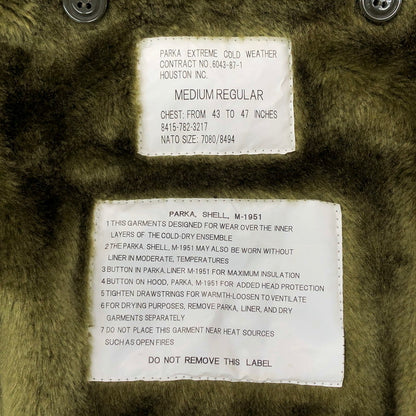 PARKA EXTREME COLD WEATHER
CONTRACT NO.6043-87-1
HOUSTON INC.
MEDIUM REGULAR
CHEST: FROM 43 TO 47 INCHES
8415-782-3217
NATO SIZE: 7080/8494
PARKA, SHELL, M-1951
1 THIS GARMENTS DESIGNED FOR WEAR OVER THE INNER
LAYERS OF THE COLD-DRY ENSEMBLE
2 THE PARKA, SHELL, M-1951 MAY ALSO BE WORN WITHOUT
LINER IN MODERATE, TEMPERATURES
3 BUTTON IN PARKA, LINER M-1951 FOR MAXIMUM INSULATION
4 BUTTON ON HOOD, PARKA, M-1951 FOR ADDED HEAD PROTECTION
5 TIGHTEN DRAWSTRINGS FOR WARMTH-LOOSEN TO VENTILATE
6 FOR DRYING PURPOSES, REMOVE PARKA, LINER, AND DRY
GARMENTS SEPARATELY
7 DO NOT PLACE THIS GARMENT NEAR HEAT SOURCES
SUCH AS OPEN FIRES
DO NOT REMOVE THIS LABEL